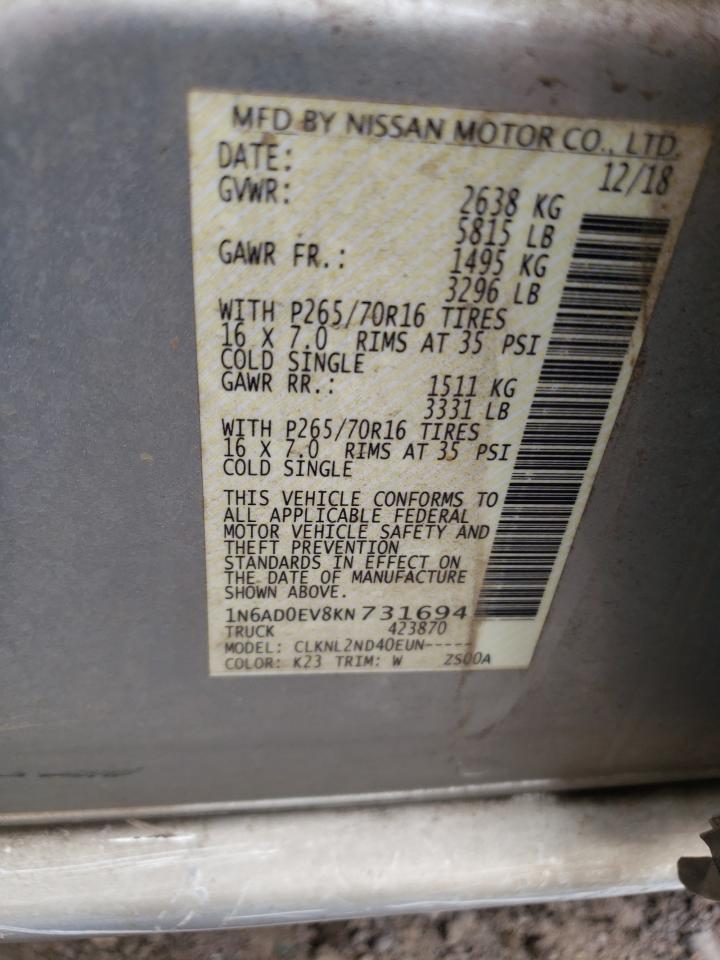 MFD BY NISSAN MOTOR CO., LTD.
DATE: 12/18
GVWR: 2638 KG
5815 LB
GAWR FR.: 1495 KG
3296 LB
WITH P265/70R16 TIRES
16 X 7.0 RIMS AT 35 PSI
COLD SINGLE
GAWR RR.: 1511 KG
3331 LB
WITH P265/70R16 TIRES
16 X 7.0 RIMS AT 35 PSI
COLD SINGLE
THIS VEHICLE CONFORMS TO
ALL APPLICABLE FEDERAL
MOTOR VEHICLE SAFETY AND
THEFT PREVENTION
STANDARDS IN EFFECT ON
THE DATE OF MANUFACTURE
SHOWN ABOVE.
1N6AD0EV8KN731694
TRUCK 423870
MODEL: CLKNL2ND40EUN-----
COLOR: K23 TRIM: W ZS00A